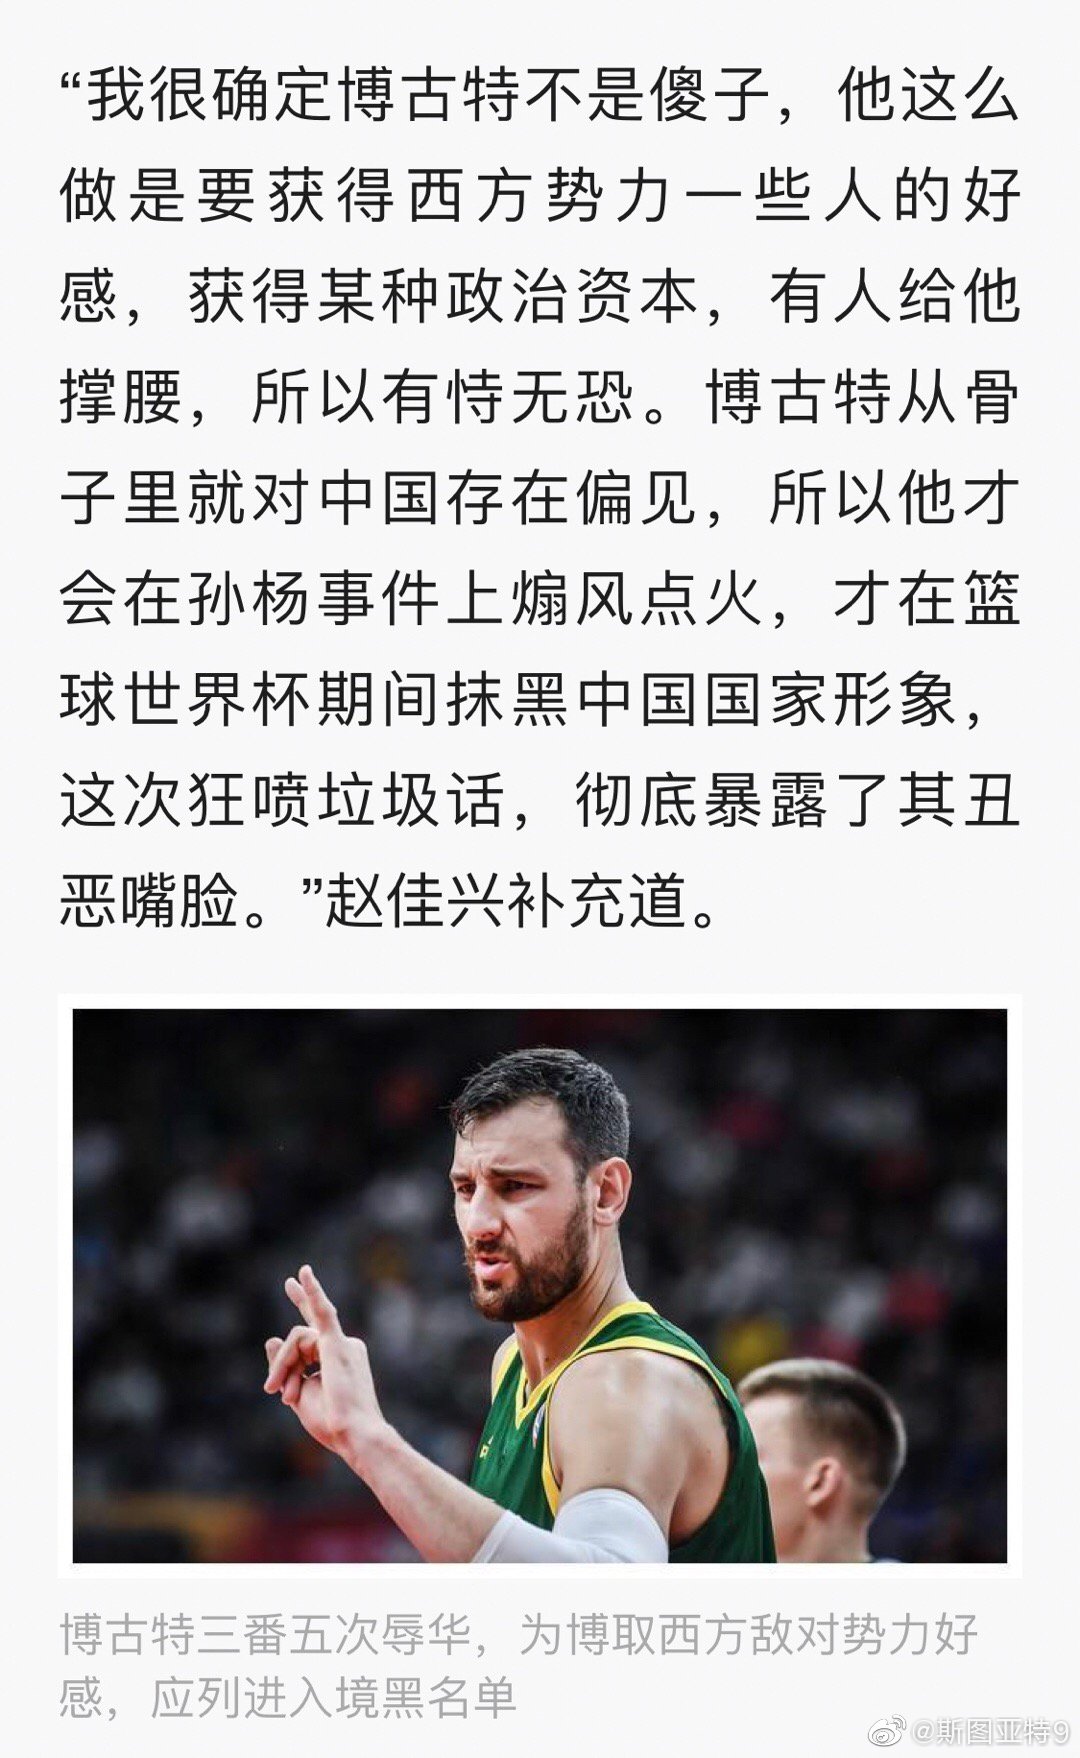 “我很确定博古特不是傻子，他这么
做是要获得西方势力一些人的好
感，获得某种政治资本，有人给他
撑腰，所以有恃无恐。博古特从骨
子里就对中国存在偏见，所以他才
会在孙杨事件上煽风点火，才在篮
球世界杯期间抹黑中国国家形象，
这次狂喷垃圾话，彻底暴露了其丑
恶嘴脸。”赵佳兴补充道。
博古特三番五次辱华，为博取西方敌对势力好
感，应列进入境黑名单
@斯图亚特9